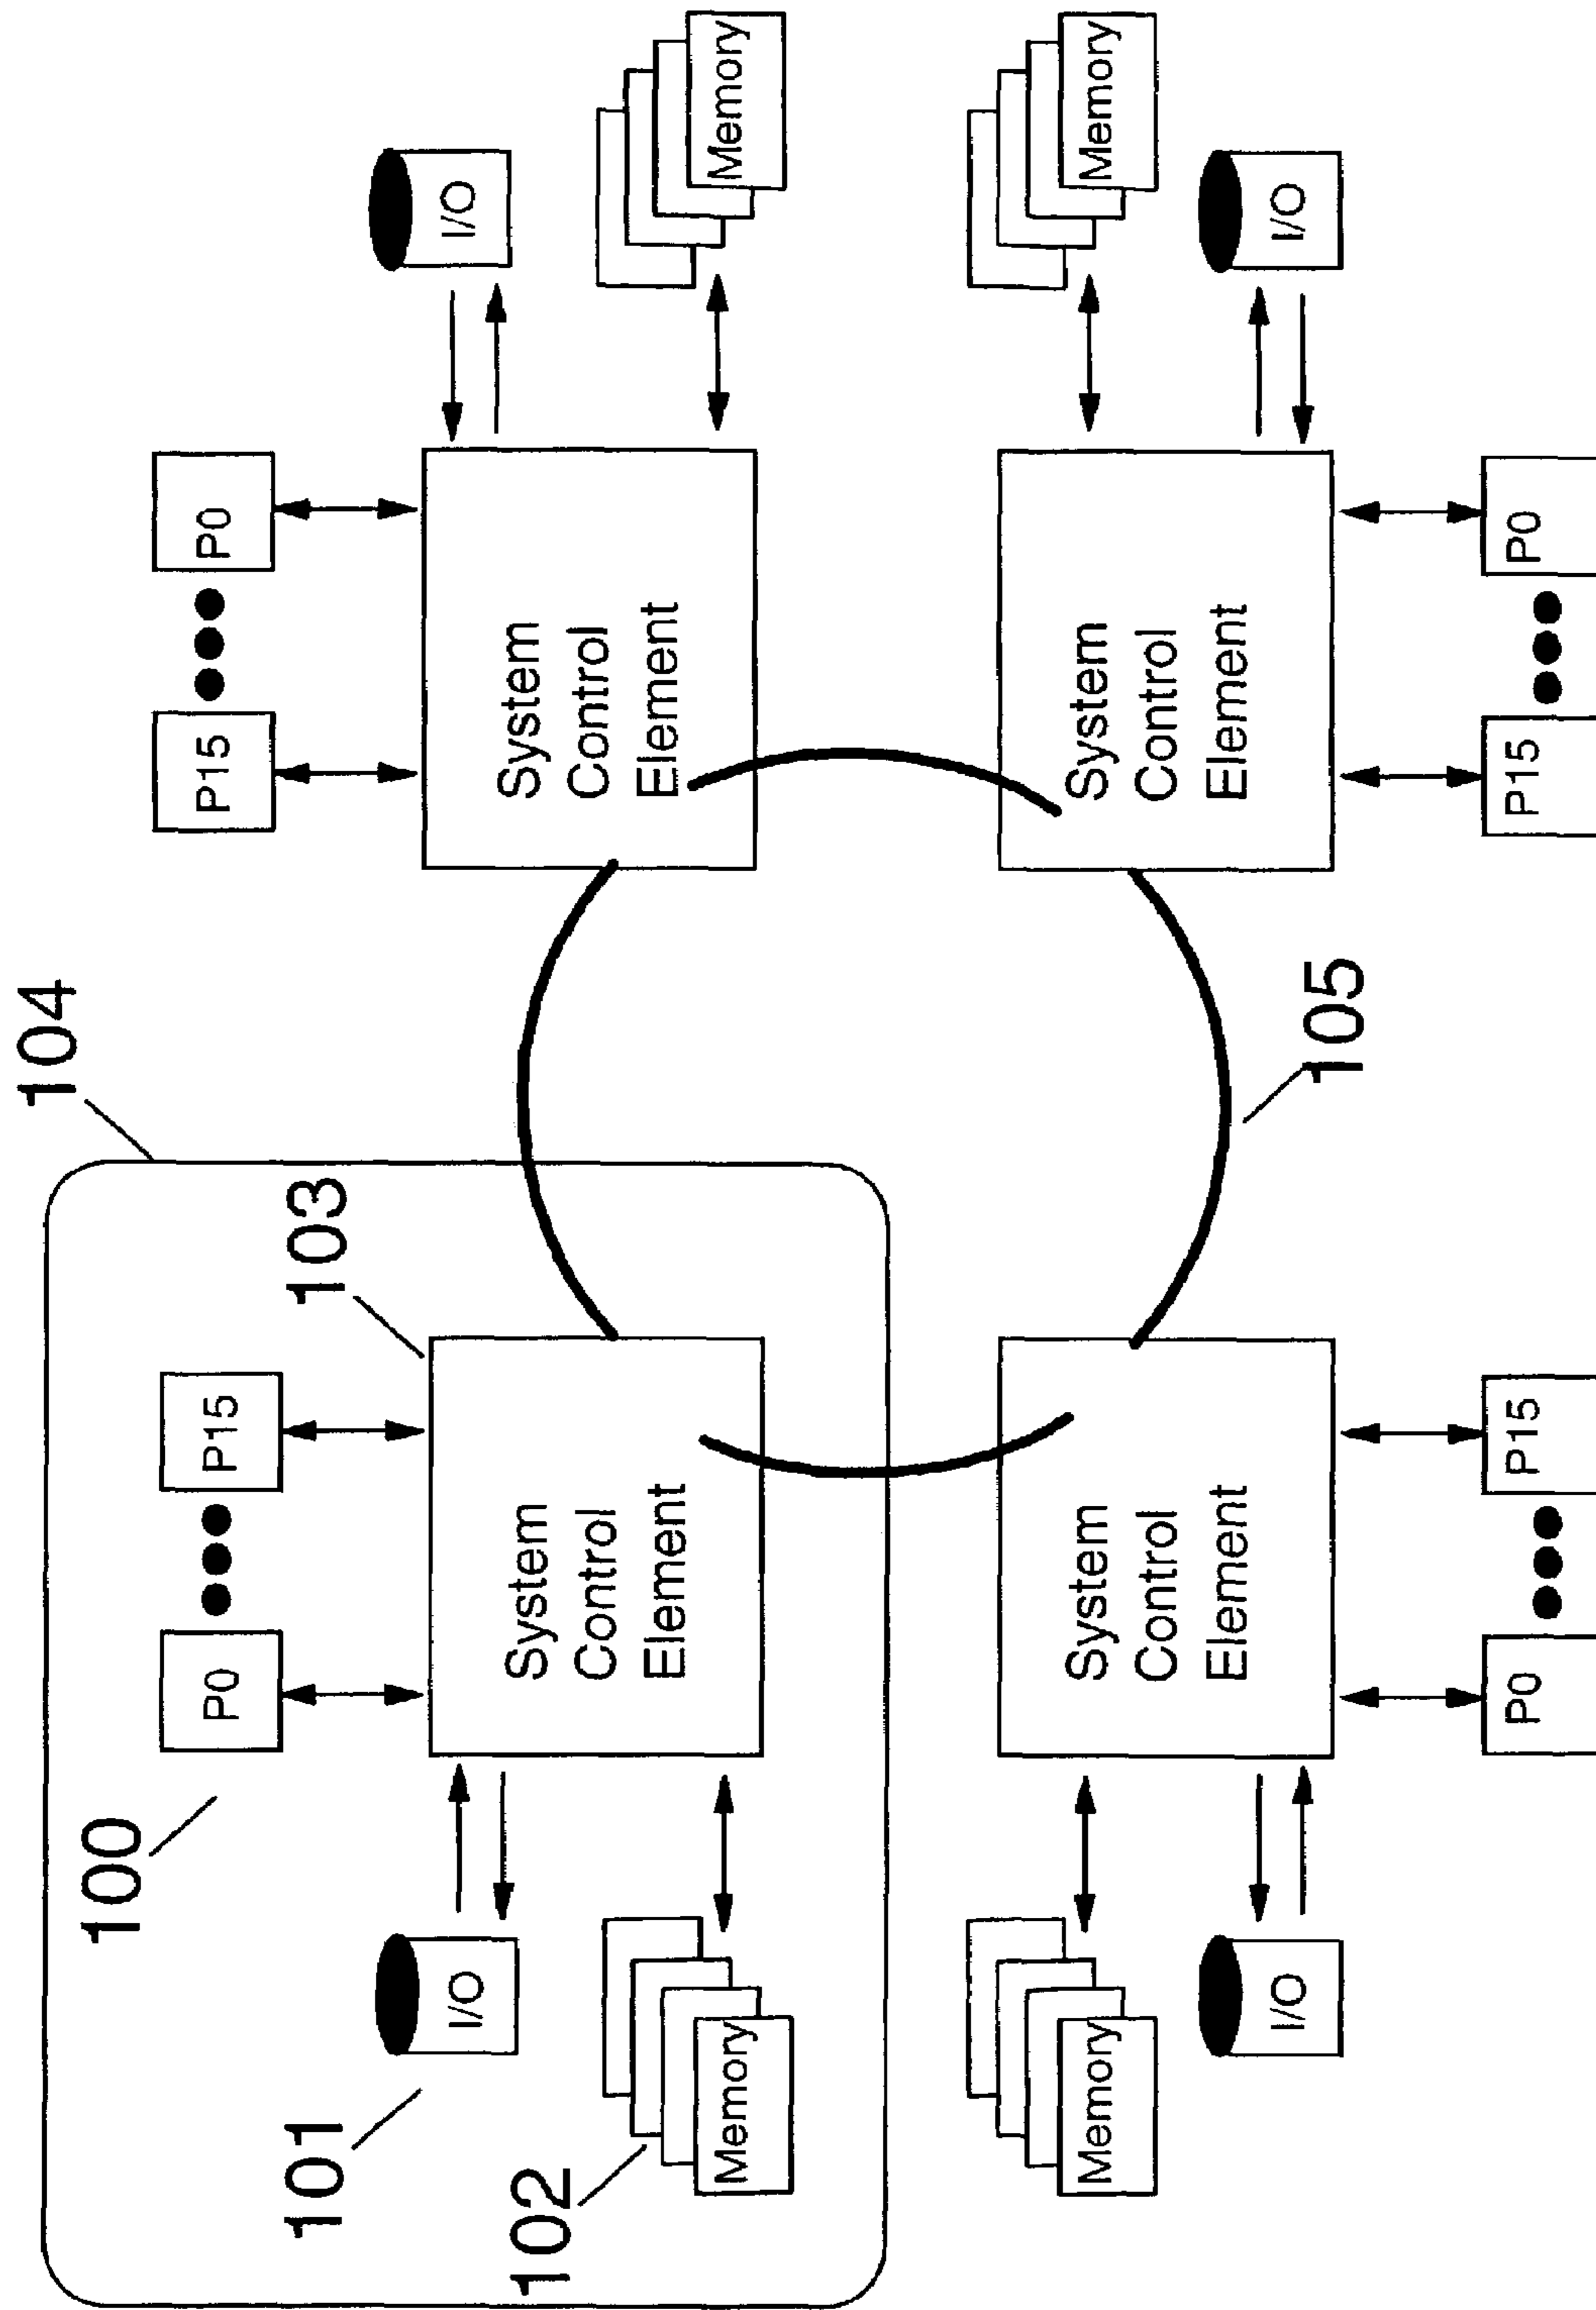 104
100
P0
P15
P15
P0
101
103
I/O
System
Control
Element
System
Control
Element
I/O
102
Memory
Memory
Memory
System
Control
Element
System
Control
Element
Memory
I/O
105
I/O
P0
P15
P15
P0